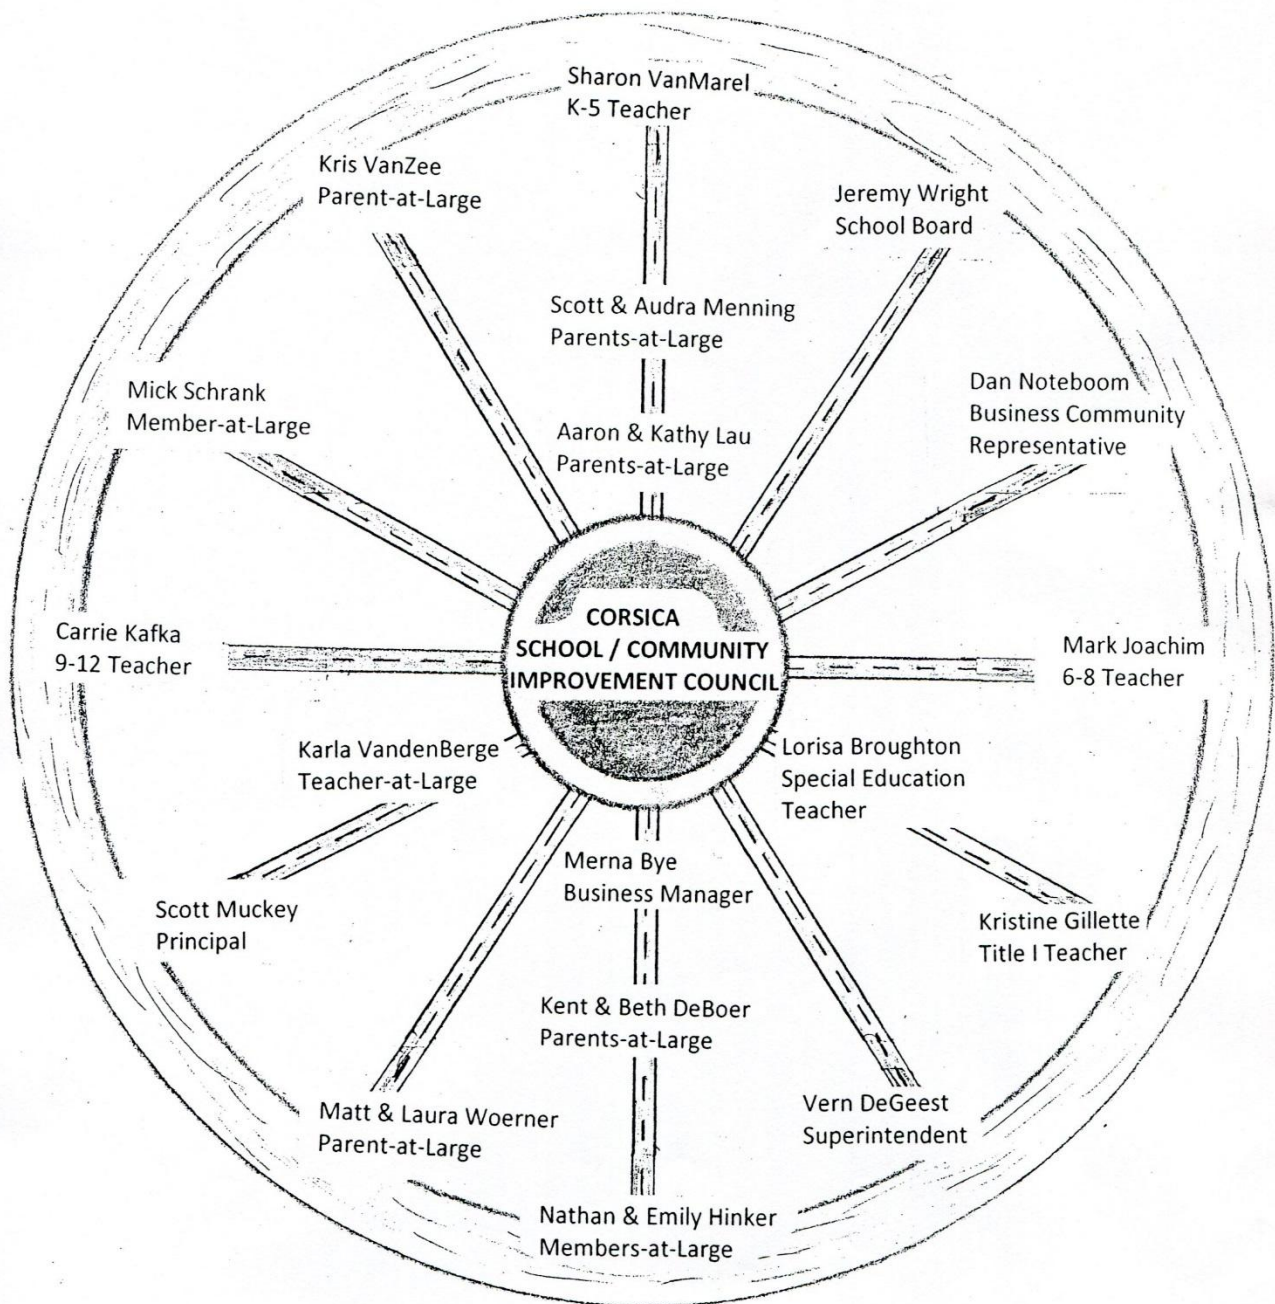 Sharon VanMarel
K-5 Teacher
Kris VanZee
Parent-at-Large
Jeremy Wright
School Board
Scott & Audra Menning
Parents-at-Large
Mick Schrank
Member-at-Large
Dan Noteboom
Business Community
Representative
Aaron & Kathy Lau
Parents-at-Large
CORSICA
SCHOOL / COMMUNITY
IMPROVEMENT COUNCIL
Carrie Kafka
9-12 Teacher
Mark Joachim
6-8 Teacher
Karla VandenBerge
Teacher-at-Large
Lorisa Broughton
Special Education
Teacher
Merna Bye
Business Manager
Scott Muckey
Principal
Kristine Gillette
Title I Teacher
Kent & Beth DeBoer
Parents-at-Large
Matt & Laura Woerner
Parent-at-Large
Vern DeGeest
Superintendent
Nathan & Emily Hinker
Members-at-Large